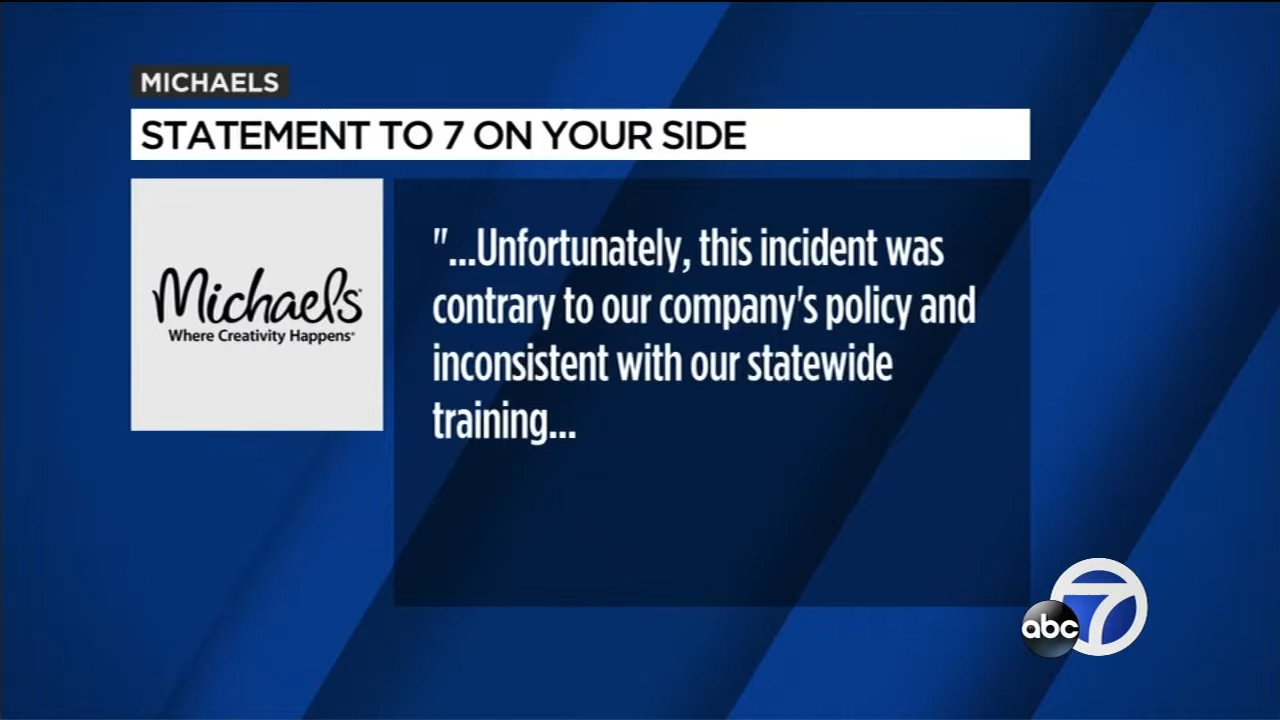 MICHAELS
STATEMENT TO 7 ON YOUR SIDE
Michaels
Where Creativity Happens®
"...Unfortunately, this incident was
contrary to our company's policy and
inconsistent with our statewide
training...
abc 7